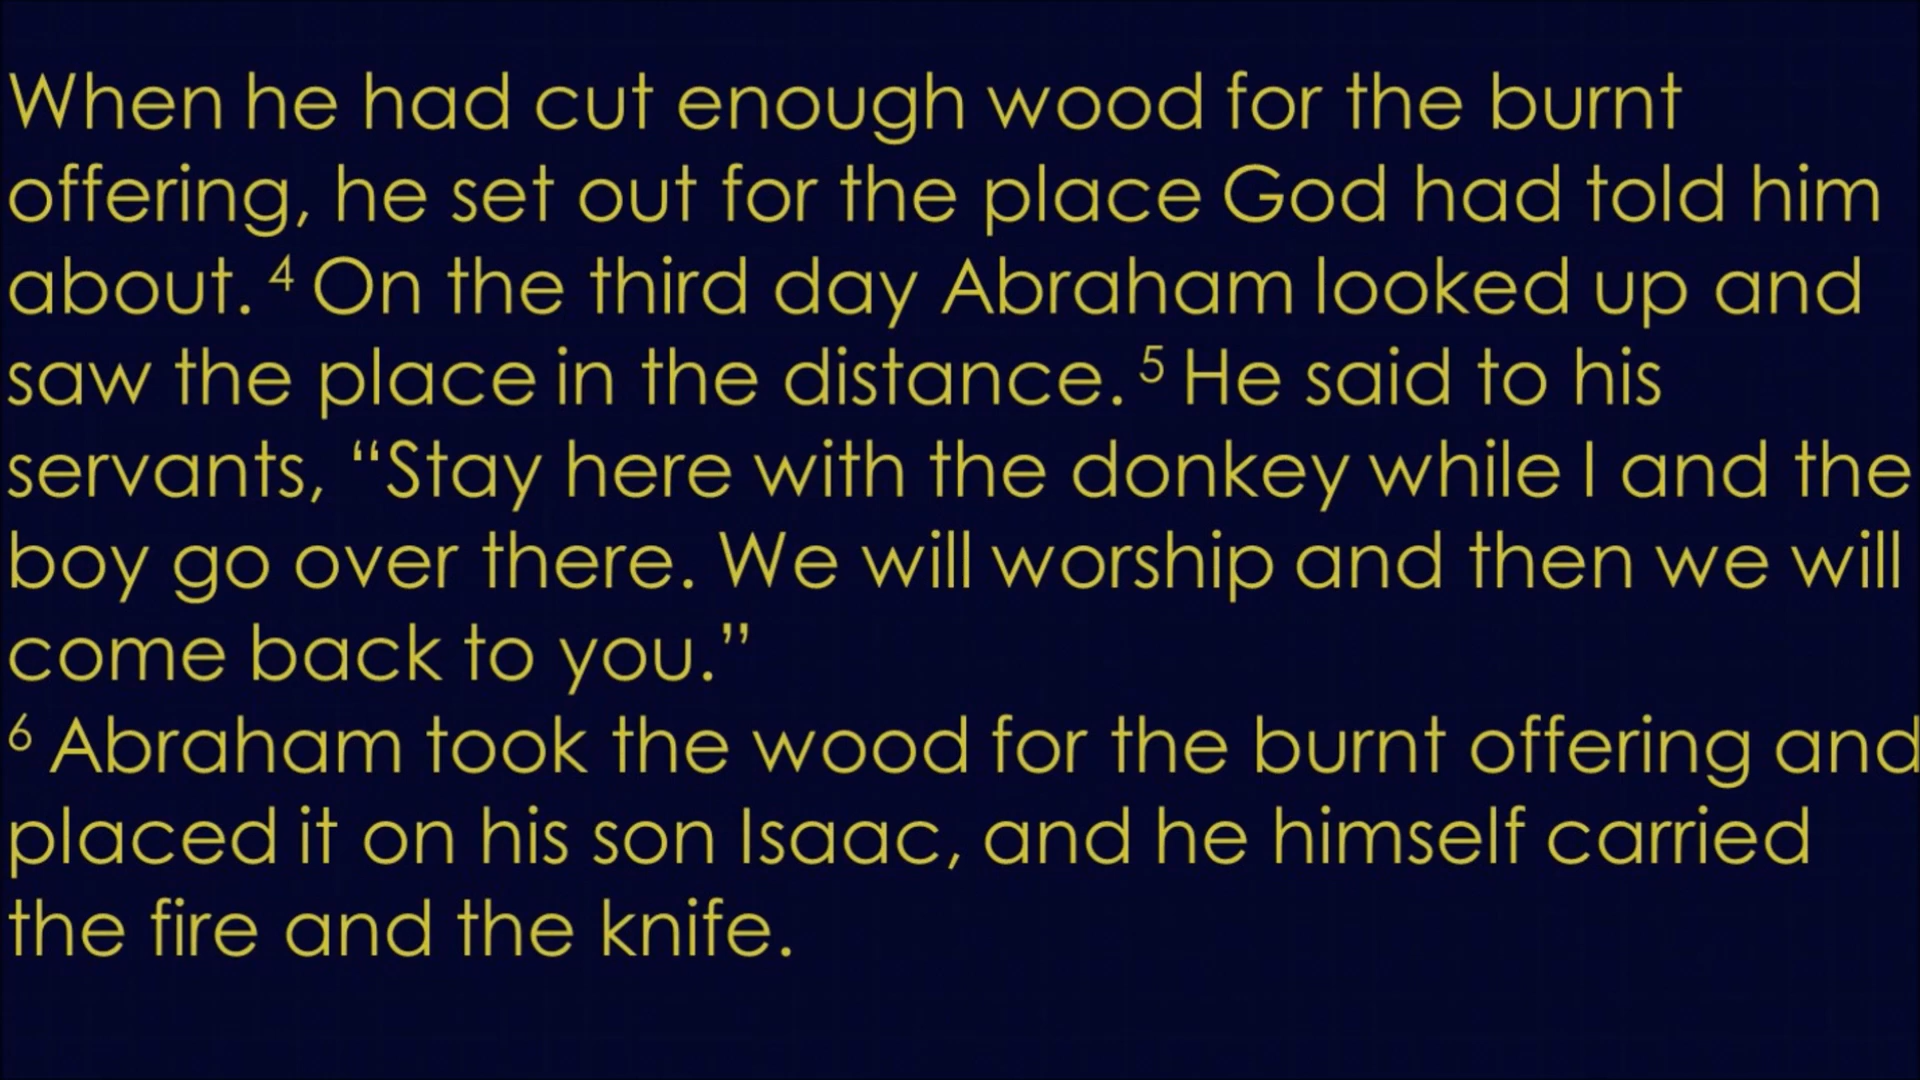 When he had cut enough wood for the burnt
offering, he set out for the place God had told him
about. ⁴ On the third day Abraham looked up and
saw the place in the distance. ⁵ He said to his
servants, “Stay here with the donkey while I and the
boy go over there. We will worship and then we will
come back to you.”
⁶ Abraham took the wood for the burnt offering and
placed it on his son Isaac, and he himself carried
the fire and the knife.